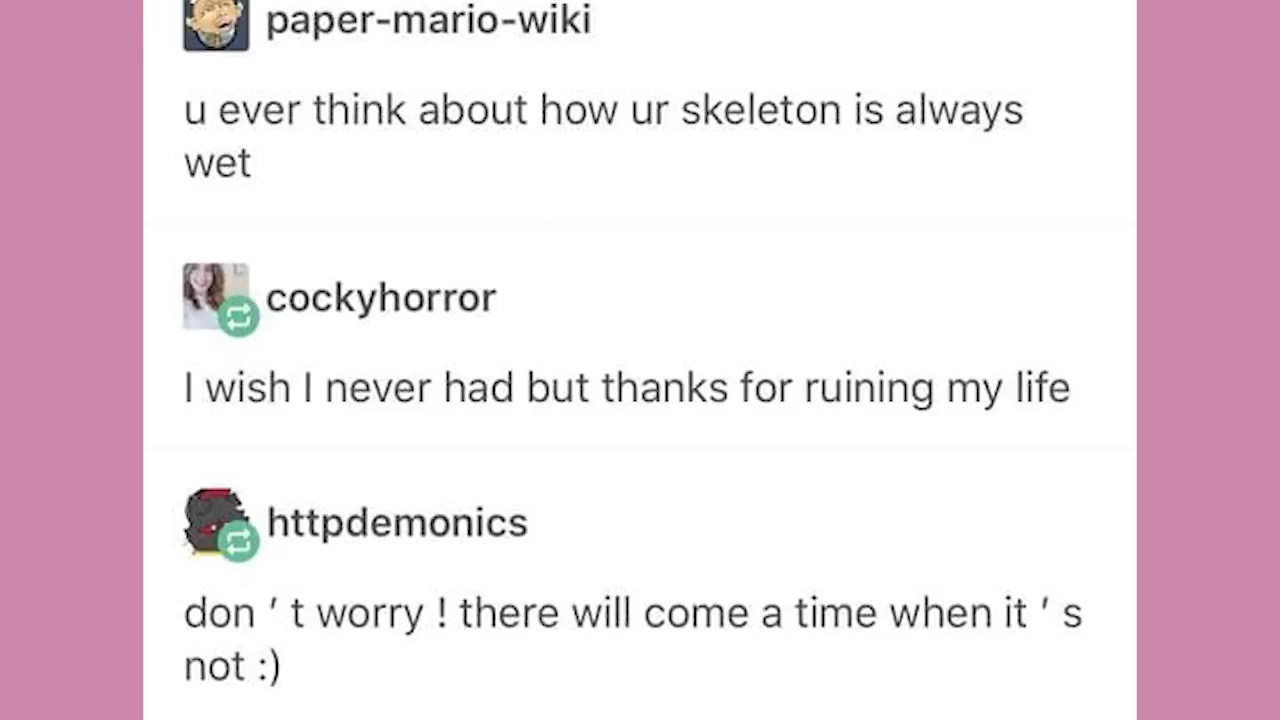 paper-mario-wiki
u ever think about how ur skeleton is always
wet
cockyhorror
I wish I never had but thanks for ruining my life
httpdemonics
don ’ t worry ! there will come a time when it ’ s
not :)